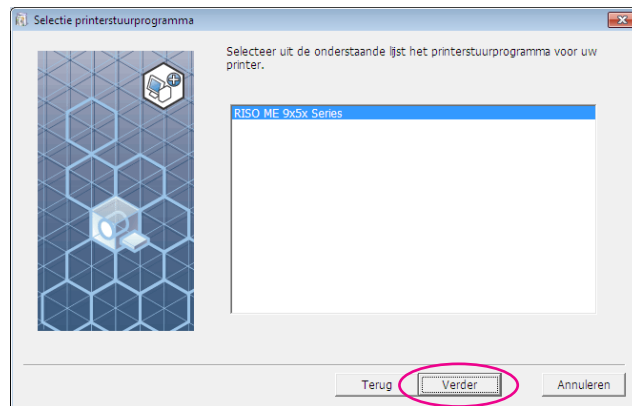 Selectie printerstuurprogramma
Selecteer uit de onderstaande lijst het printerstuurprogramma voor uw
printer.
RISO ME 9x5x Series
Terug
Verder
Annuleren